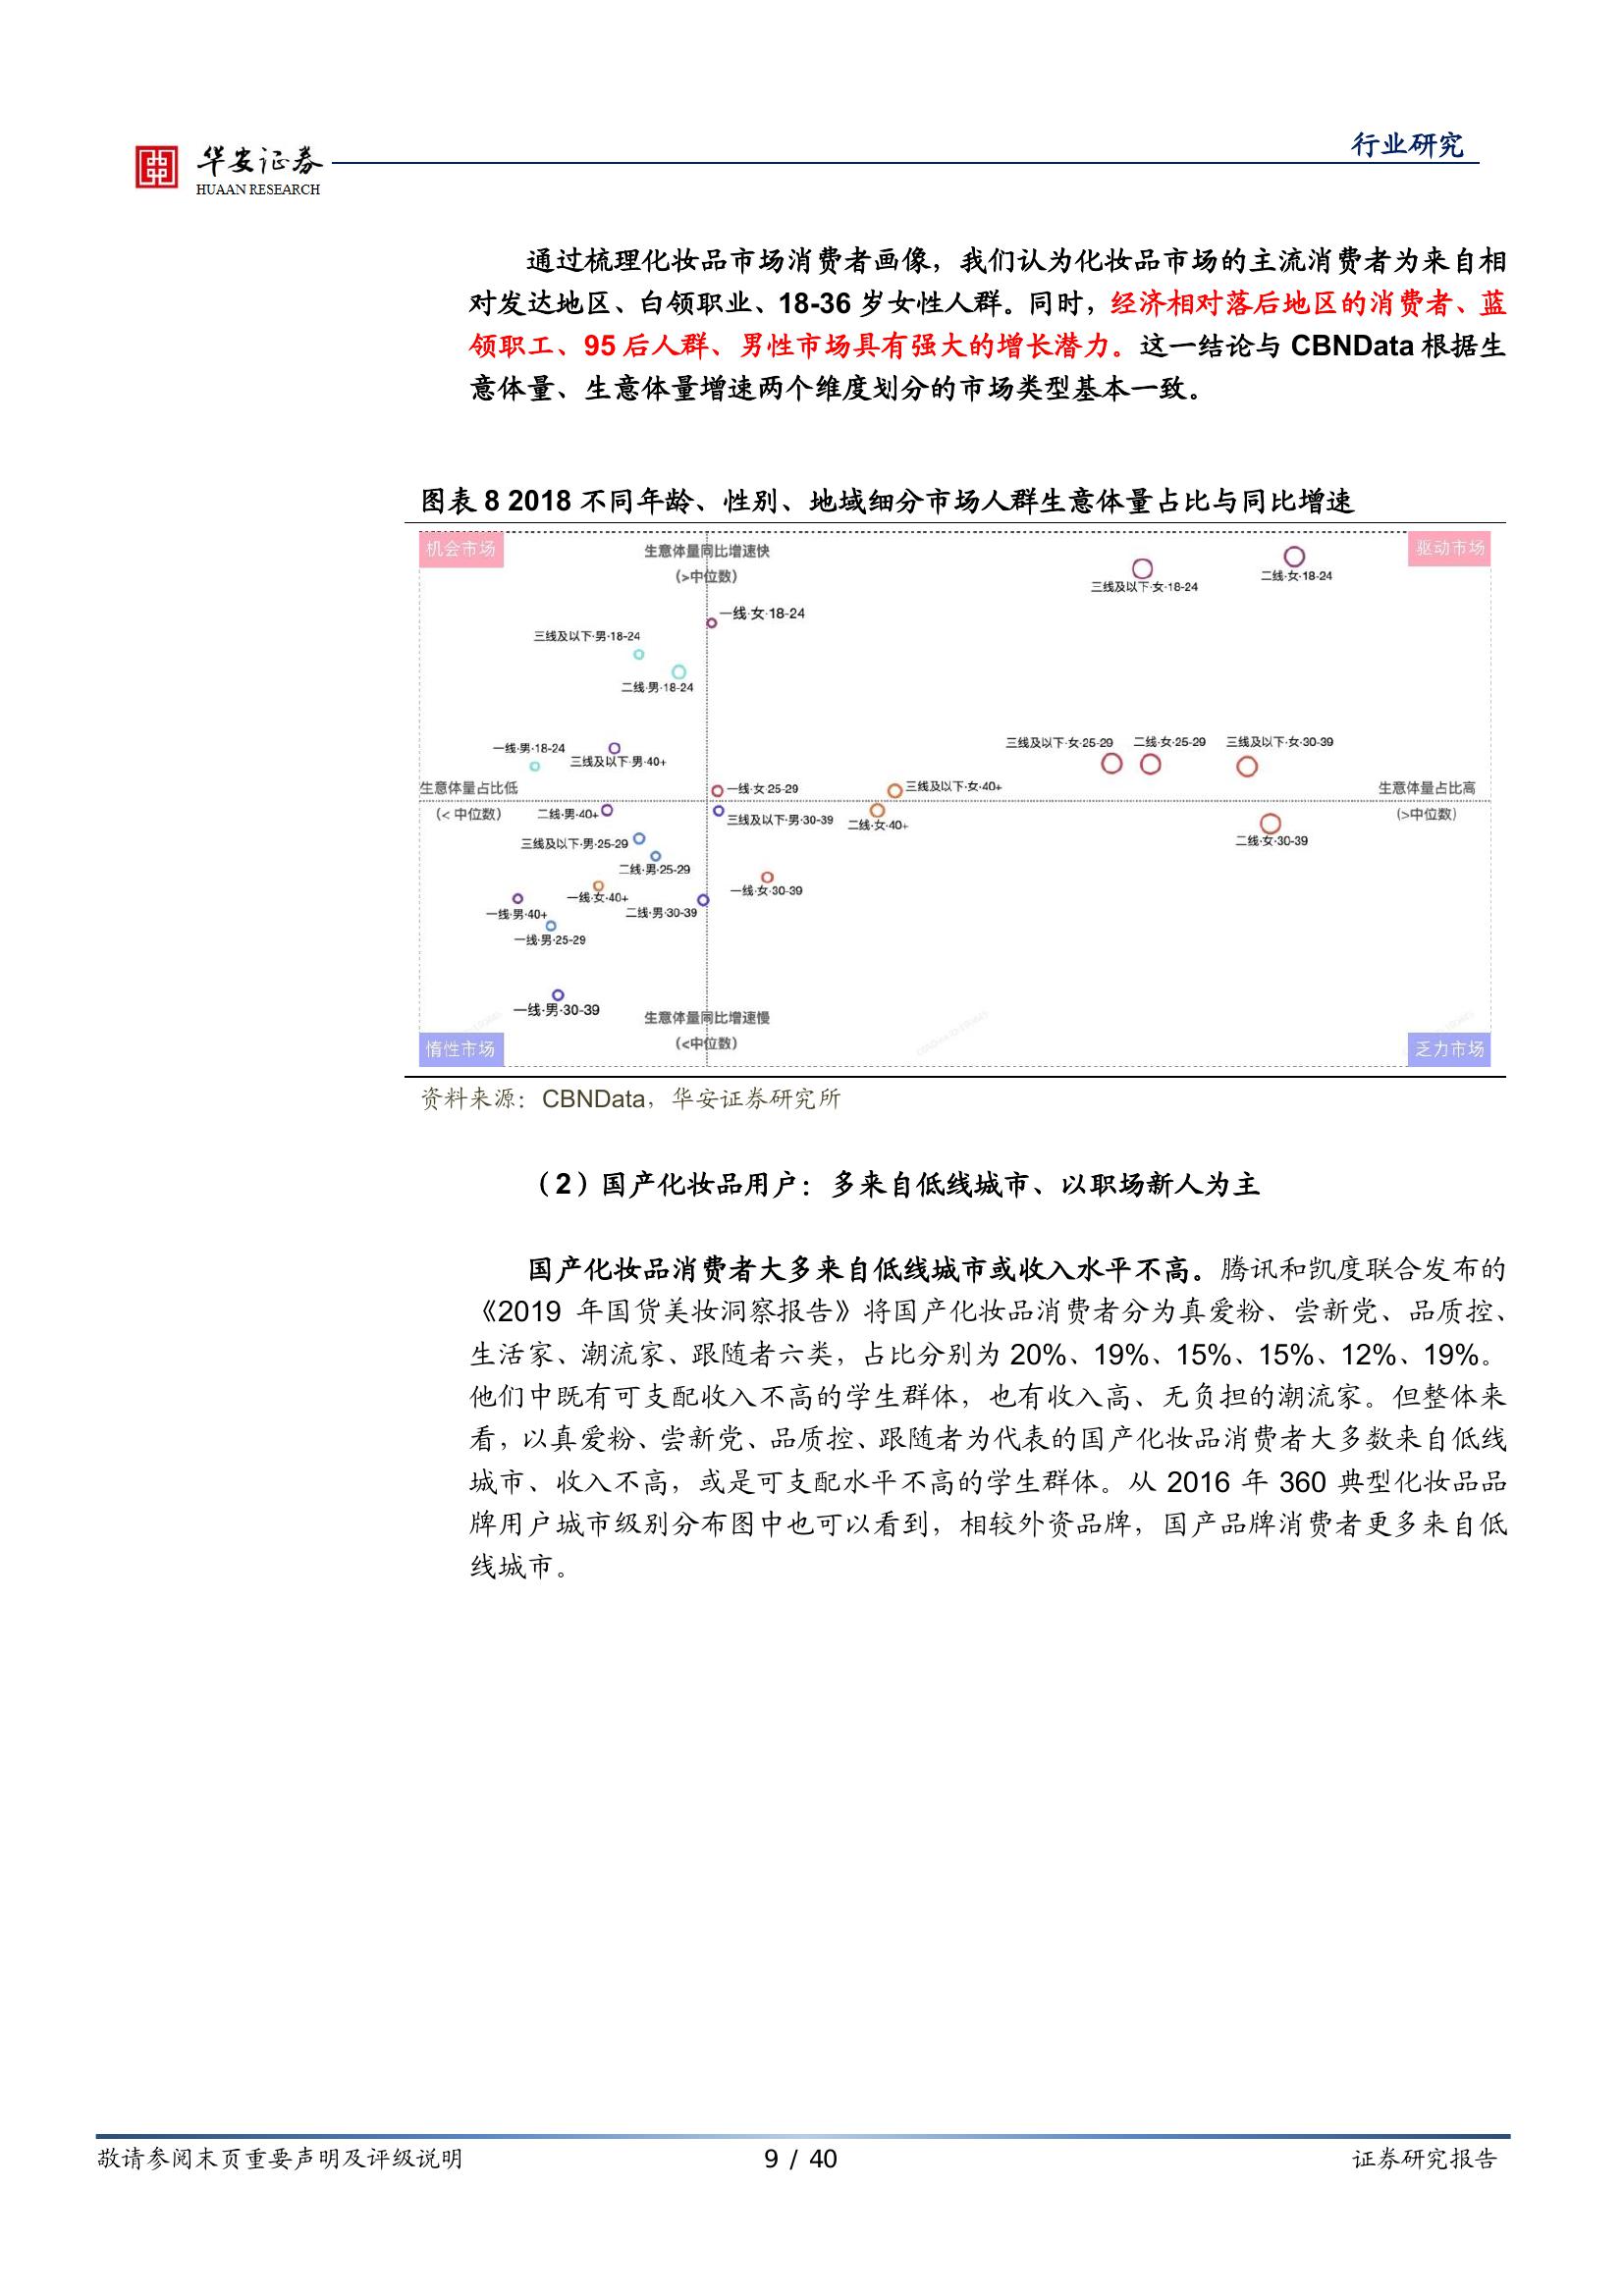 华安证券
HUAAN RESEARCH
行业研究
通过梳理化妆品市场消费者画像，我们认为化妆品市场的主流消费者为来自相
对发达地区、白领职业、18-36 岁女性人群。同时，经济相对落后地区的消费者、蓝
领职工、95 后人群、男性市场具有强大的增长潜力。这一结论与 CBNData 根据生
意体量、生意体量增速两个维度划分的市场类型基本一致。
图表 8 2018 不同年龄、性别、地域细分市场人群生意体量占比与同比增速
机会市场
生意体量同比增速快
（>中位数）
驱动市场
三线及以下·女·18-24
二线·女·18-24
一线·女·18-24
三线及以下·男·18-24
二线·男·18-24
一线·男·18-24
三线及以下·男·40+
三线及以下·女·25-29
二线·女·25-29
三线及以下·女·30-39
生意体量占比低
（< 中位数）
一线·女·25-29
三线及以下·女·40+
生意体量占比高
（>中位数）
二线·男·40+
三线及以下·男·30-39
二线·女·40+
二线·女·30-39
三线及以下·男·25-29
二线·男·25-29
一线·女·40+
一线·女·30-39
一线·男·40+
二线·男·30-39
一线·男·25-29
一线·男·30-39
生意体量同比增速慢
（<中位数）
惰性市场
乏力市场
资料来源：CBNData，华安证券研究所
（2）国产化妆品用户：多来自低线城市、以职场新人为主
国产化妆品消费者大多来自低线城市或收入水平不高。腾讯和凯度联合发布的
《2019 年国货美妆洞察报告》将国产化妆品消费者分为真爱粉、尝新党、品质控、
生活家、潮流家、跟随者六类，占比分别为 20%、19%、15%、15%、12%、19%。
他们中既有可支配收入不高的学生群体，也有收入高、无负担的潮流家。但整体来
看，以真爱粉、尝新党、品质控、跟随者为代表的国产化妆品消费者大多数来自低线
城市、收入不高，或是可支配水平不高的学生群体。从 2016 年 360 典型化妆品品
牌用户城市级别分布图中也可以看到，相较外资品牌，国产品牌消费者更多来自低
线城市。
敬请参阅末页重要声明及评级说明
9 / 40
证券研究报告